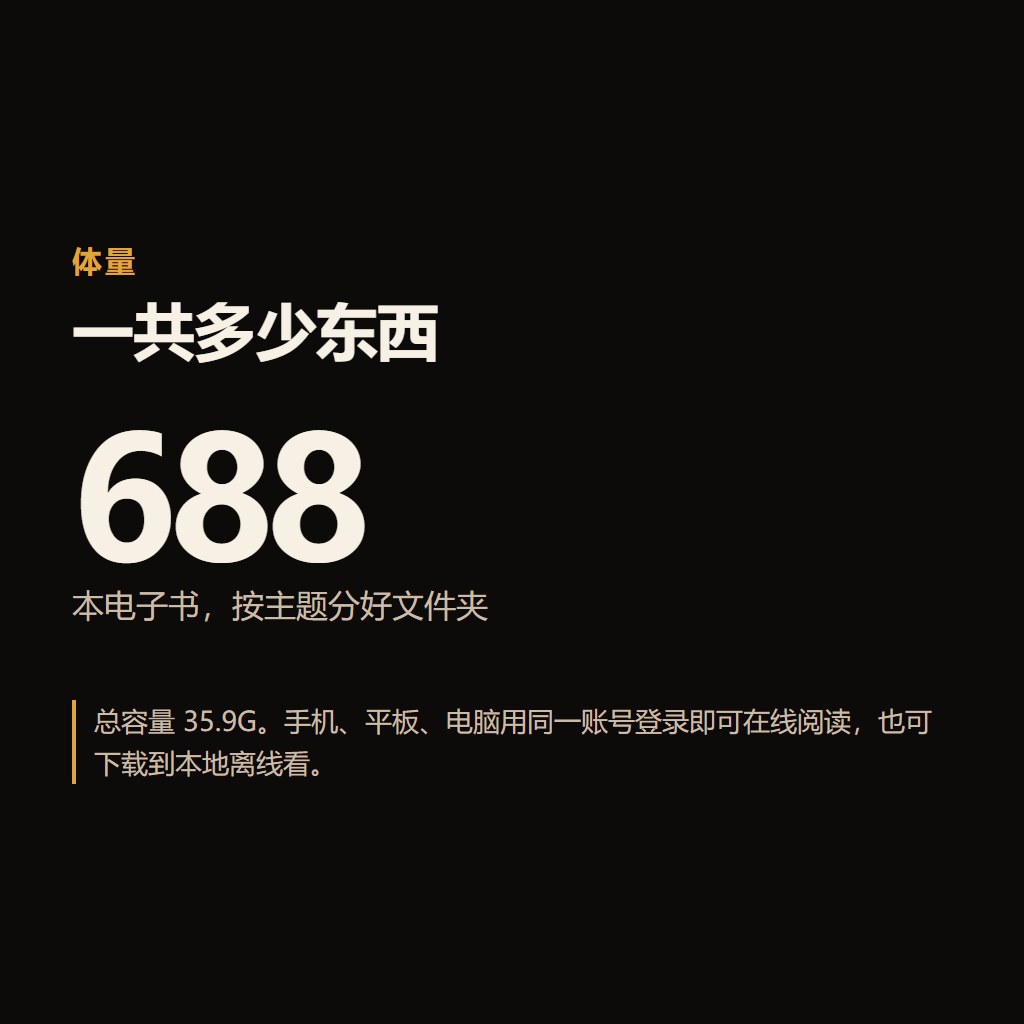 体量
一共多少东西
688
本电子书，按主题分好文件夹
总容量 35.9G。手机、平板、电脑用同一账号登录即可在线阅读，也可
下载到本地离线看。